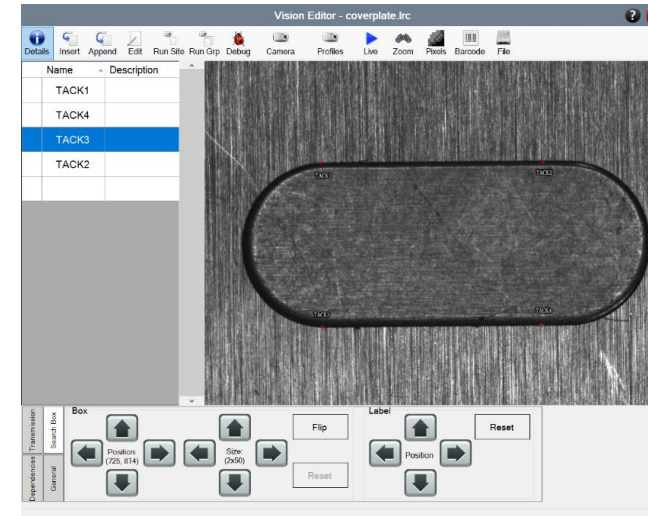 Vision Editor - coverplate.lrc
Details Insert Append Edit Run Site Run Grp Debug Camera Profiles Live Zoom Pixels Barcode File
Name Description
TACK1
TACK4
TACK3
TACK2
TACK1
TACK2
TACK3
TACK4
Transmission
Search Box
Dependences
General
Box
Position:
(725, 814)
Size:
(2x50)
Flip
Reset
Label
Position
Reset